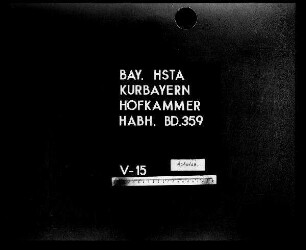 BAY. HSTA
KURBAYERN
HOFKAMMER
HABH. BD.359
V-15